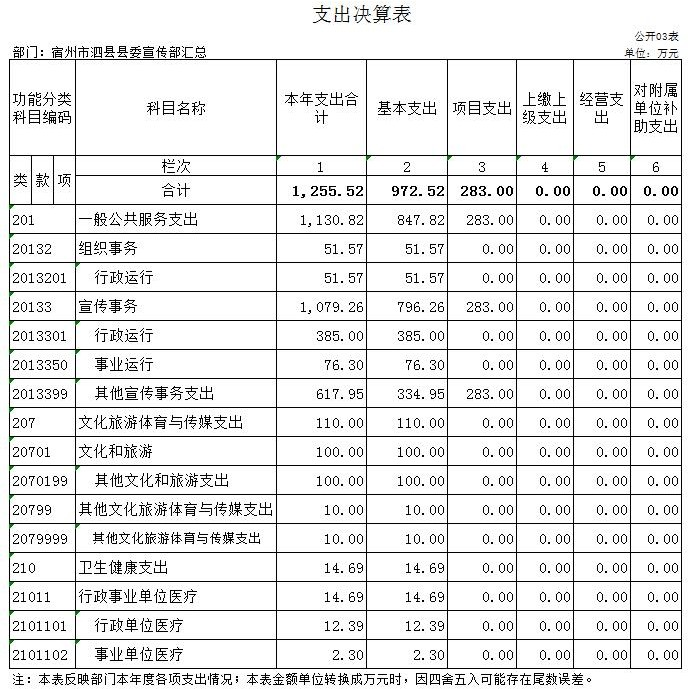 支出决算表
公开03表
部门：宿州市泗县县委宣传部汇总 单位：万元
功能分类科目编码 科目名称 本年支出合计 基本支出 项目支出 上缴上级支出 经营支出 对附属单位补助支出
类 款 项 栏次 1 2 3 4 5 6
合计 1,255.52 972.52 283.00 0.00 0.00 0.00
201 一般公共服务支出 1,130.82 847.82 283.00 0.00 0.00 0.00
20132 组织事务 51.57 51.57 0.00 0.00 0.00 0.00
2013201 行政运行 51.57 51.57 0.00 0.00 0.00 0.00
20133 宣传事务 1,079.26 796.26 283.00 0.00 0.00 0.00
2013301 行政运行 385.00 385.00 0.00 0.00 0.00 0.00
2013350 事业运行 76.30 76.30 0.00 0.00 0.00 0.00
2013399 其他宣传事务支出 617.95 334.95 283.00 0.00 0.00 0.00
207 文化旅游体育与传媒支出 110.00 110.00 0.00 0.00 0.00 0.00
20701 文化和旅游 100.00 100.00 0.00 0.00 0.00 0.00
2070199 其他文化和旅游支出 100.00 100.00 0.00 0.00 0.00 0.00
20799 其他文化旅游体育与传媒支出 10.00 10.00 0.00 0.00 0.00 0.00
2079999 其他文化旅游体育与传媒支出 10.00 10.00 0.00 0.00 0.00 0.00
210 卫生健康支出 14.69 14.69 0.00 0.00 0.00 0.00
21011 行政事业单位医疗 14.69 14.69 0.00 0.00 0.00 0.00
2101101 行政单位医疗 12.39 12.39 0.00 0.00 0.00 0.00
2101102 事业单位医疗 2.30 2.30 0.00 0.00 0.00 0.00
注：本表反映部门本年度各项支出情况；本表金额单位转换成万元时，因四舍五入可能存在尾数误差。